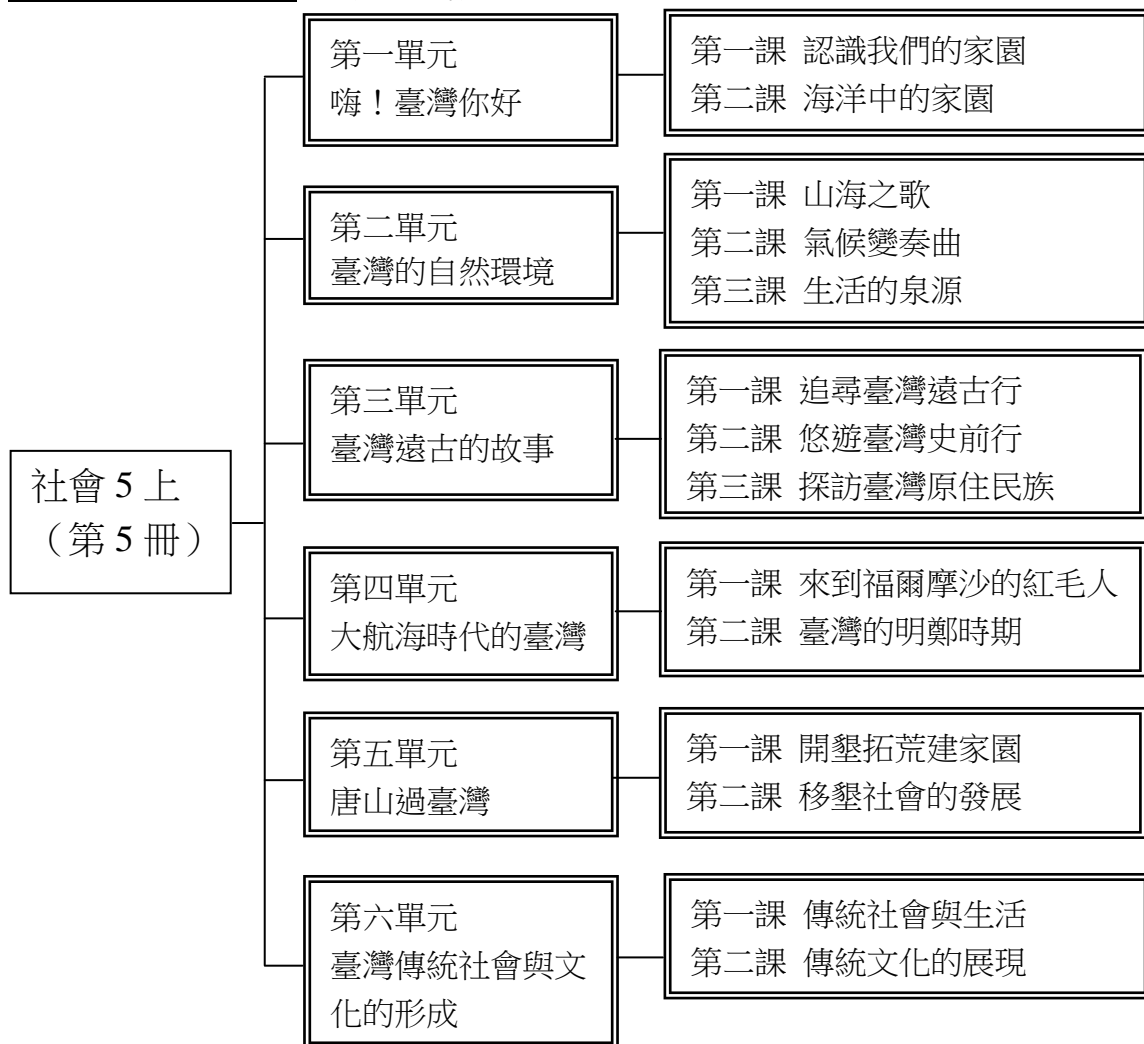 社會 5 上
（第 5 冊）
第一單元
嗨！臺灣你好
第一課 認識我們的家園
第二課 海洋中的家園
第二單元
臺灣的自然環境
第一課 山海之歌
第二課 氣候變奏曲
第三課 生活的泉源
第三單元
臺灣遠古的故事
第一課 追尋臺灣遠古行
第二課 悠遊臺灣史前行
第三課 探訪臺灣原住民族
第四單元
大航海時代的臺灣
第一課 來到福爾摩沙的紅毛人
第二課 臺灣的明鄭時期
第五單元
唐山過臺灣
第一課 開墾拓荒建家園
第二課 移墾社會的發展
第六單元
臺灣傳統社會與文
化的形成
第一課 傳統社會與生活
第二課 傳統文化的展現